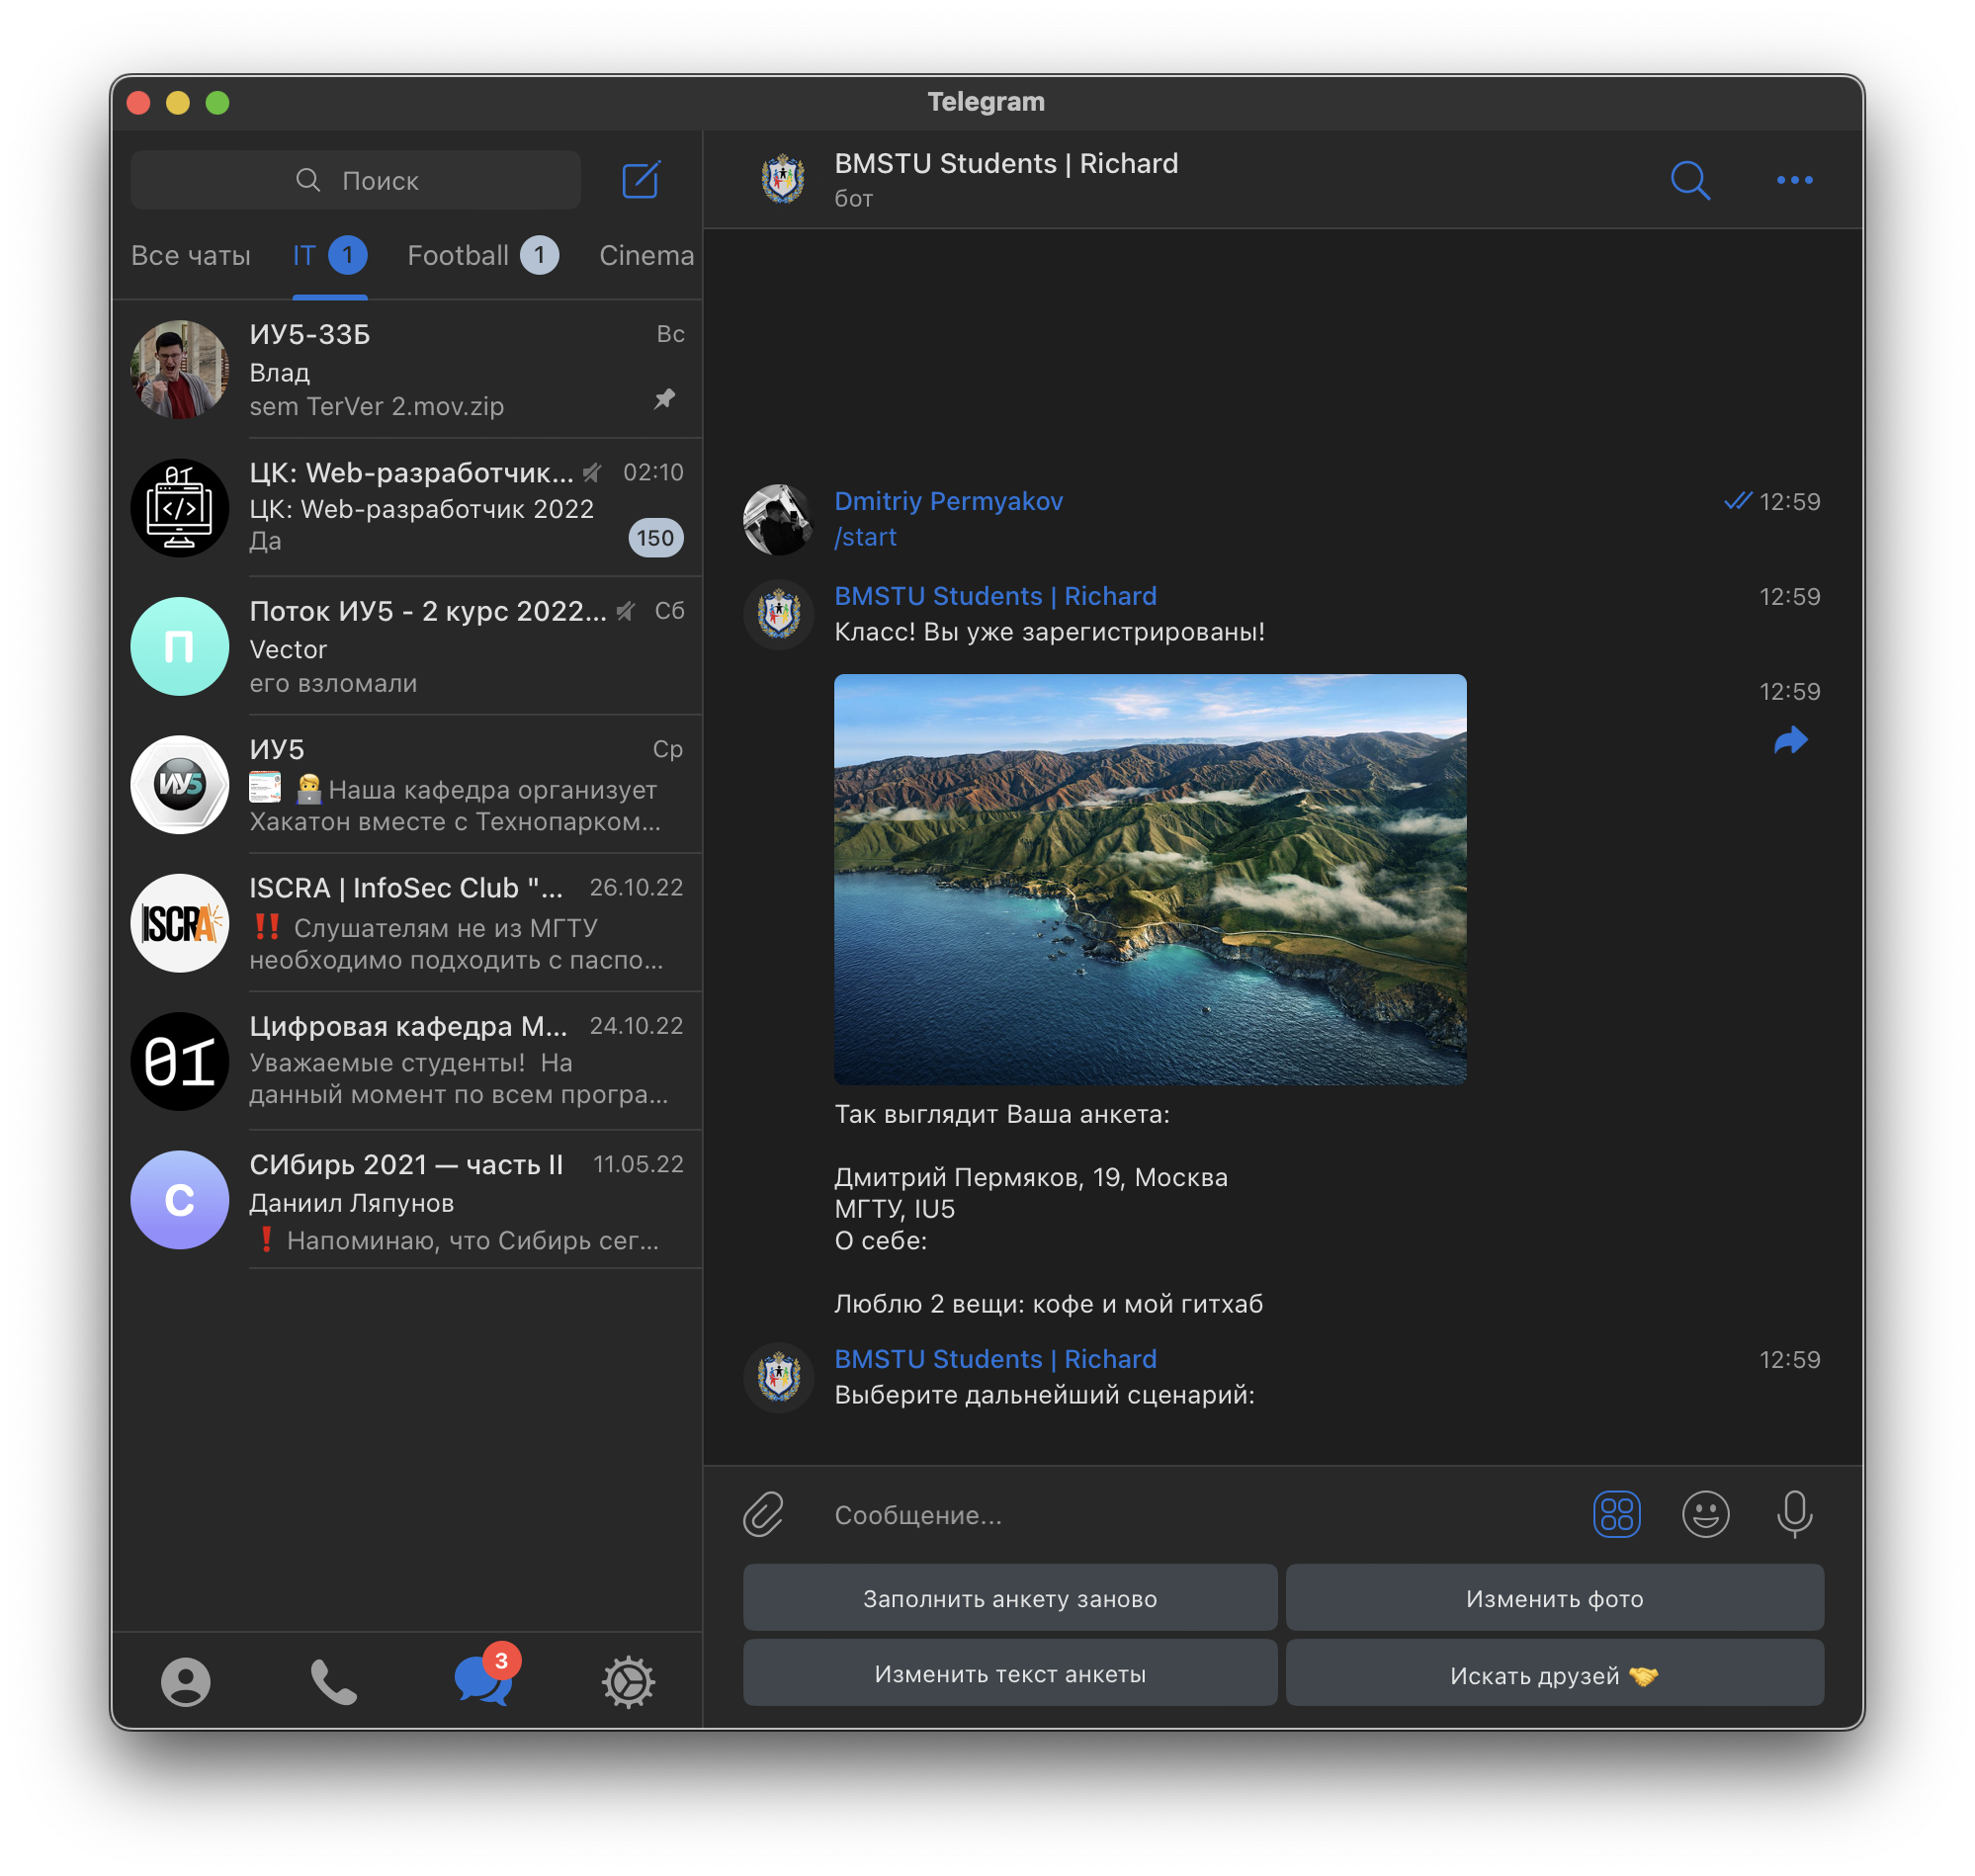 Telegram
Поиск
Все чаты
IT 1
Football 1
Cinema
ИУ5-33Б
Вс
Влад
sem TerVer 2.mov.zip
ЦК: Web-разработчик...
02:10
ЦК: Web-разработчик 2022
Да
150
П
Поток ИУ5 - 2 курс 2022...
Сб
Vector
его взломали
ИУ5
ИУ5
Ср
👨‍💻Наша кафедра организует
Хакатон вместе с Технопарком...
ISCRA
ISCRA | InfoSec Club "...
26.10.22
‼️ Слушателям не из МГТУ
необходимо подходить с паспо...
01
Цифровая кафедра М...
24.10.22
Уважаемые студенты! На
данный момент по всем програ...
С
СИбирь 2021 — часть II
11.05.22
Даниил Ляпунов
❗ Напоминаю, что Сибирь сег...
3
BMSTU Students | Richard
бот
Dmitriy Permyakov
12:59
/start
BMSTU Students | Richard
12:59
Класс! Вы уже зарегистрированы!
12:59
Так выглядит Ваша анкета:
Дмитрий Пермяков, 19, Москва
МГТУ, IU5
О себе:
Люблю 2 вещи: кофе и мой гитхаб
BMSTU Students | Richard
12:59
Выберите дальнейший сценарий:
Сообщение...
Заполнить анкету заново
Изменить фото
Изменить текст анкеты
Искать друзей 🤝